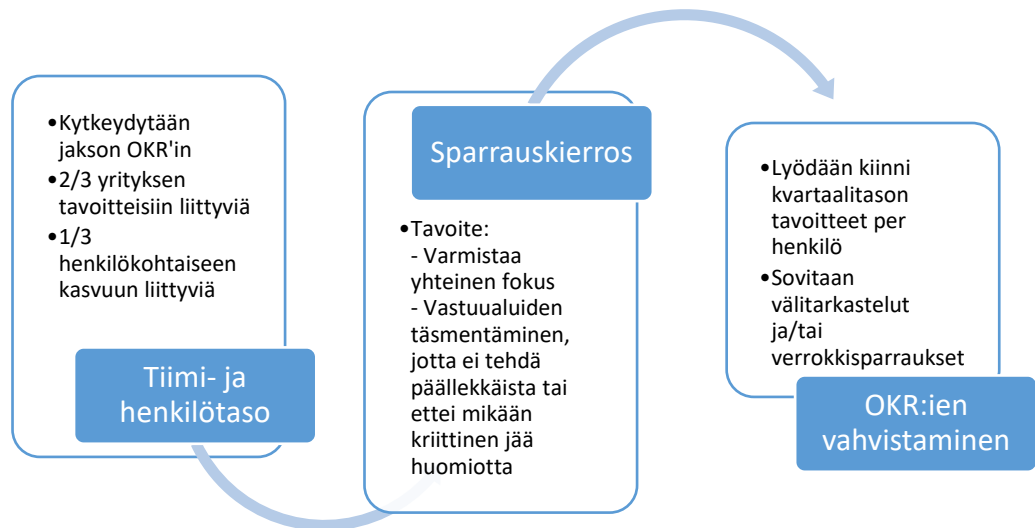 •Kytkeydytään
jakson OKR'in
•2/3 yrityksen
tavoitteisiin liittyviä
•1/3
henkilökohtaiseen
kasvuun liittyviä
Tiimi- ja
henkilötaso
Sparrauskierros
•Tavoite:
- Varmistaa
yhteinen fokus
- Vastuualuiden
täsmentäminen,
jotta ei tehdä
päällekkäista tai
ettei mikään
kriittinen jää
huomiotta
•Lyödään kiinni
kvartaalitason
tavoitteet per
henkilö
•Sovitaan
välitarkastelut
ja/tai
verrokkisparraukset
OKR:ien
vahvistaminen